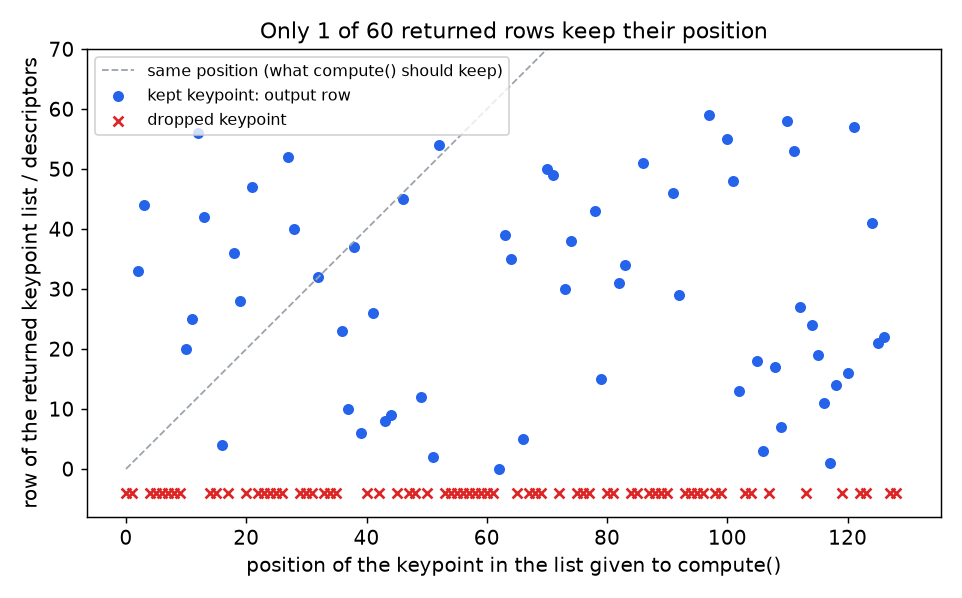 Only 1 of 60 returned rows keep their position
row of the returned keypoint list / descriptors
70
60
50
40
30
20
10
0
same position (what compute() should keep)
kept keypoint: output row
dropped keypoint
0 20 40 60 80 100 120
position of the keypoint in the list given to compute()